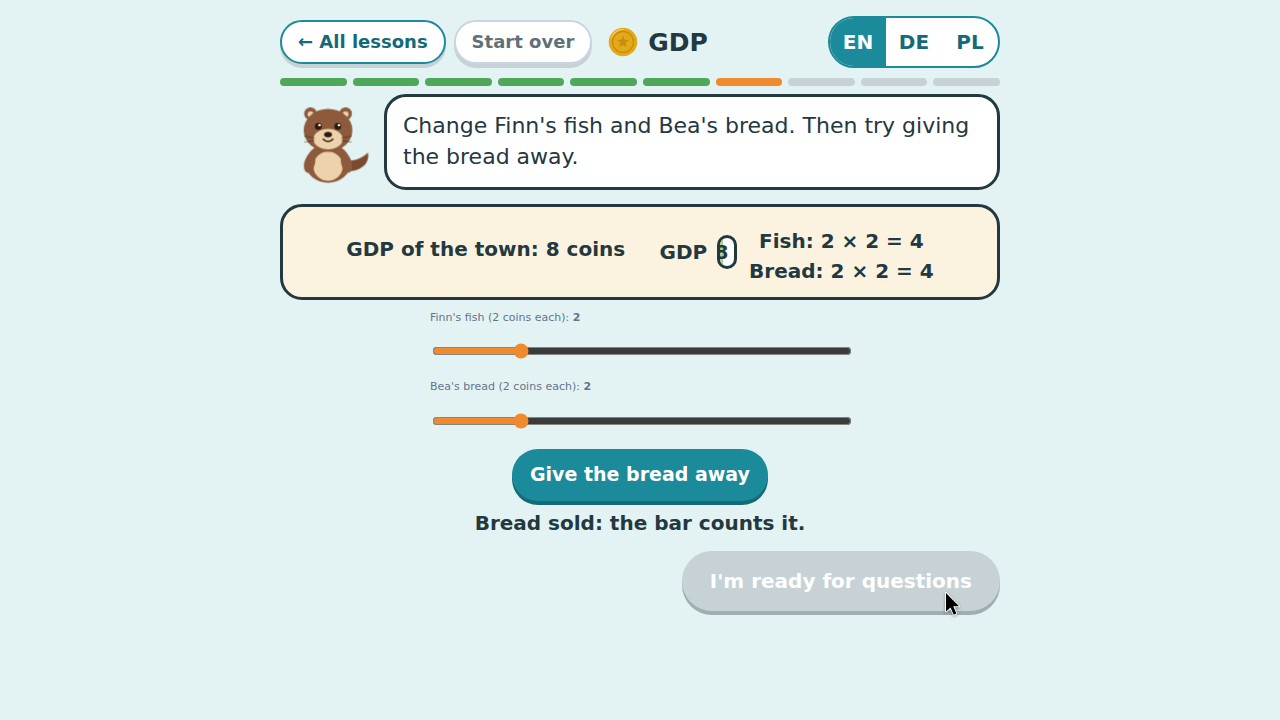 ← All lessons
Start over
GDP
EN
DE
PL
Change Finn's fish and Bea's bread. Then try giving
the bread away.
GDP of the town: 8 coins
GDP 8
Fish: 2 × 2 = 4
Bread: 2 × 2 = 4
Finn's fish (2 coins each): 2
Bea's bread (2 coins each): 2
Give the bread away
Bread sold: the bar counts it.
I'm ready for questions